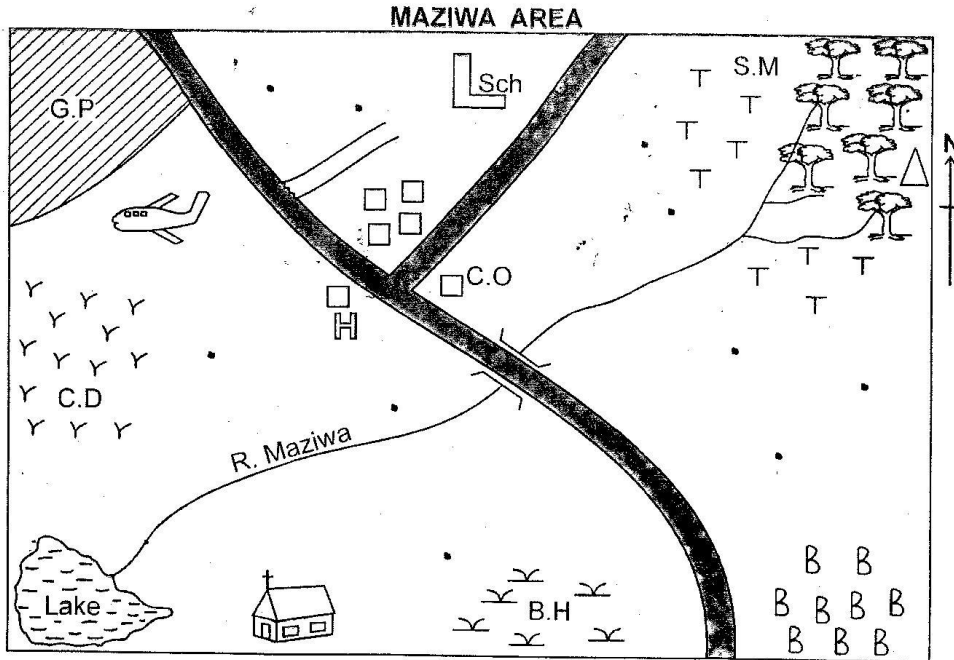 MAZIWA AREA
Sch
S.M
G.P
N
C.O
H
C.D
R. Maziwa
Lake
B.H
T T T T T T T T T T
B B B B B B B B B